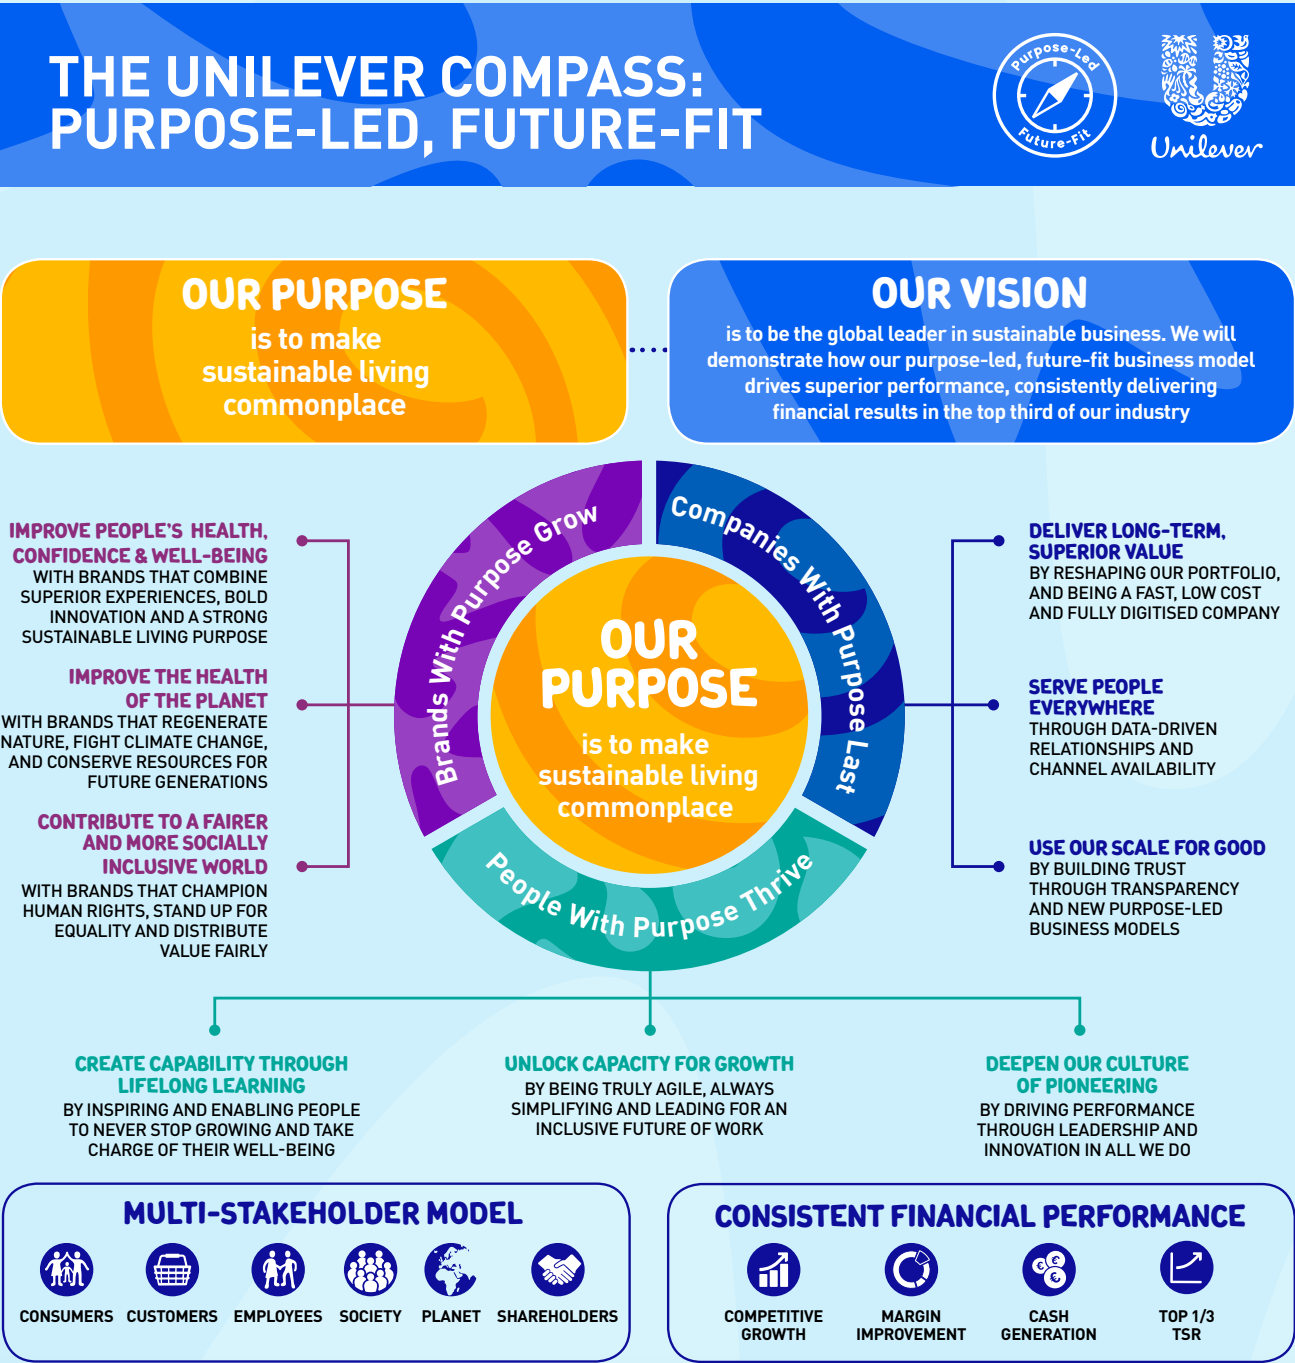 THE UNILEVER COMPASS:
PURPOSE-LED, FUTURE-FIT
Purpose-Led
Future-Fit
Unilever
OUR PURPOSE
is to make
sustainable living
commonplace
OUR VISION
is to be the global leader in sustainable business. We will
demonstrate how our purpose-led, future-fit business model
drives superior performance, consistently delivering
financial results in the top third of our industry
IMPROVE PEOPLE'S HEALTH,
CONFIDENCE & WELL-BEING
WITH BRANDS THAT COMBINE
SUPERIOR EXPERIENCES, BOLD
INNOVATION AND A STRONG
SUSTAINABLE LIVING PURPOSE
IMPROVE THE HEALTH
OF THE PLANET
WITH BRANDS THAT REGENERATE
NATURE, FIGHT CLIMATE CHANGE,
AND CONSERVE RESOURCES FOR
FUTURE GENERATIONS
CONTRIBUTE TO A FAIRER
AND MORE SOCIALLY
INCLUSIVE WORLD
WITH BRANDS THAT CHAMPION
HUMAN RIGHTS, STAND UP FOR
EQUALITY AND DISTRIBUTE
VALUE FAIRLY
Brands With Purpose Grow
Companies With Purpose Last
People With Purpose Thrive
OUR
PURPOSE
is to make
sustainable living
commonplace
DELIVER LONG-TERM,
SUPERIOR VALUE
BY RESHAPING OUR PORTFOLIO,
AND BEING A FAST, LOW COST
AND FULLY DIGITISED COMPANY
SERVE PEOPLE
EVERYWHERE
THROUGH DATA-DRIVEN
RELATIONSHIPS AND
CHANNEL AVAILABILITY
USE OUR SCALE FOR GOOD
BY BUILDING TRUST
THROUGH TRANSPARENCY
AND NEW PURPOSE-LED
BUSINESS MODELS
CREATE CAPABILITY THROUGH
LIFELONG LEARNING
BY INSPIRING AND ENABLING PEOPLE
TO NEVER STOP GROWING AND TAKE
CHARGE OF THEIR WELL-BEING
UNLOCK CAPACITY FOR GROWTH
BY BEING TRULY AGILE, ALWAYS
SIMPLIFYING AND LEADING FOR AN
INCLUSIVE FUTURE OF WORK
DEEPEN OUR CULTURE
OF PIONEERING
BY DRIVING PERFORMANCE
THROUGH LEADERSHIP AND
INNOVATION IN ALL WE DO
MULTI-STAKEHOLDER MODEL
CONSUMERS
CUSTOMERS
EMPLOYEES
SOCIETY
PLANET
SHAREHOLDERS
CONSISTENT FINANCIAL PERFORMANCE
COMPETITIVE
GROWTH
MARGIN
IMPROVEMENT
€
€
€
CASH
GENERATION
TOP 1/3
TSR